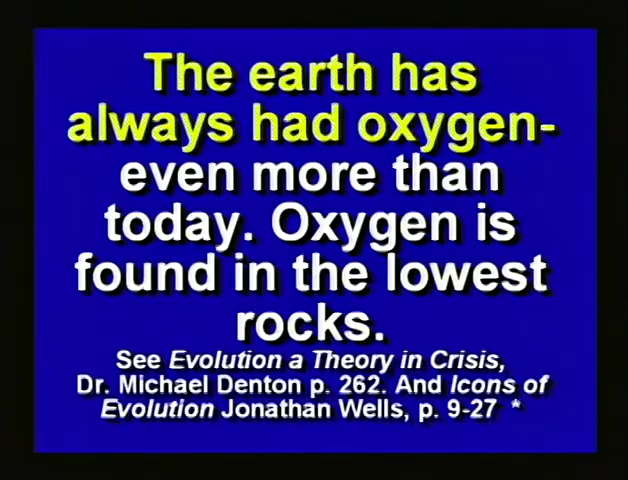 The earth has
always had oxygen-
even more than
today. Oxygen is
found in the lowest
rocks.
See Evolution a Theory in Crisis,
Dr. Michael Denton p. 262. And Icons of
Evolution Jonathan Wells, p. 9-27 *